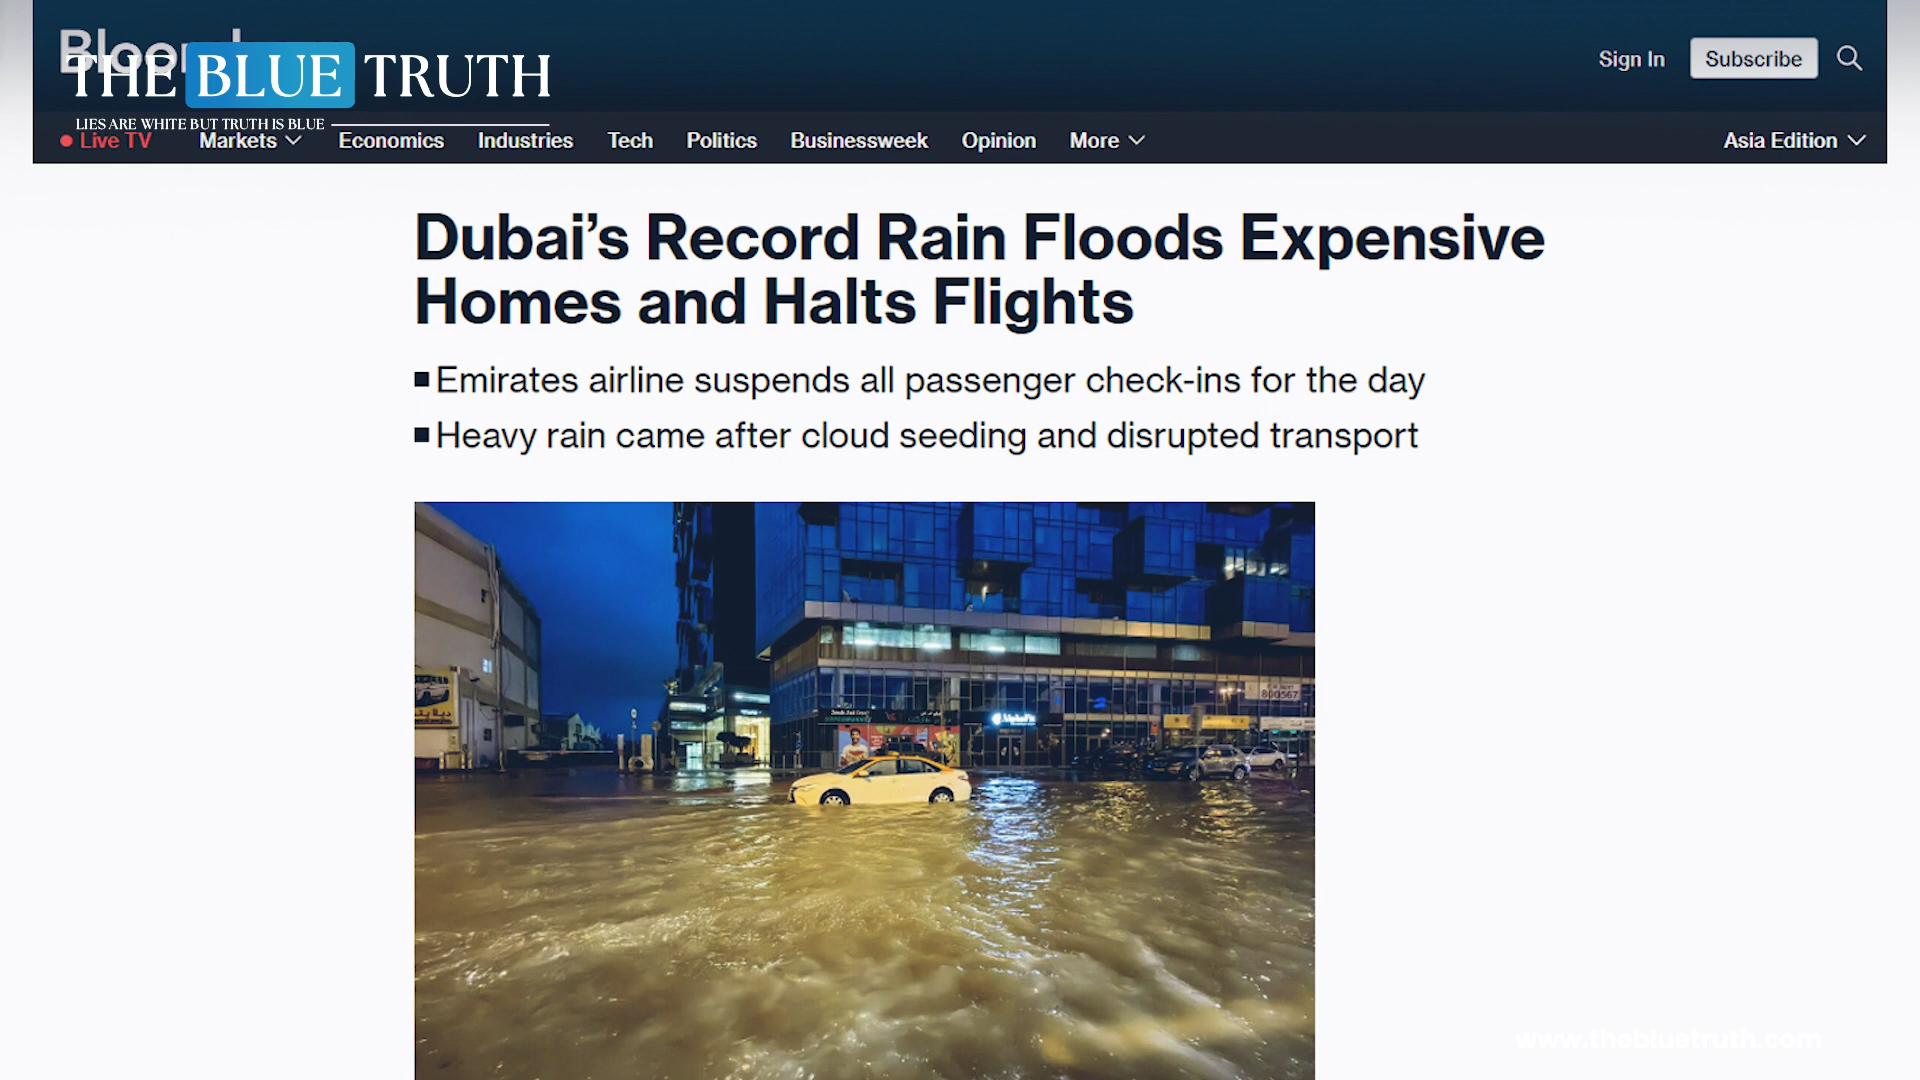 Bloom
THE BLUE TRUTH
LIES ARE WHITE BUT TRUTH IS BLUE
Sign In
Subscribe
Live TV
Markets
Economics
Industries
Tech
Politics
Businessweek
Opinion
More
Asia Edition
Dubai’s Record Rain Floods Expensive
Homes and Halts Flights
Emirates airline suspends all passenger check-ins for the day
Heavy rain came after cloud seeding and disrupted transport
800567
www.thebluetruth.com